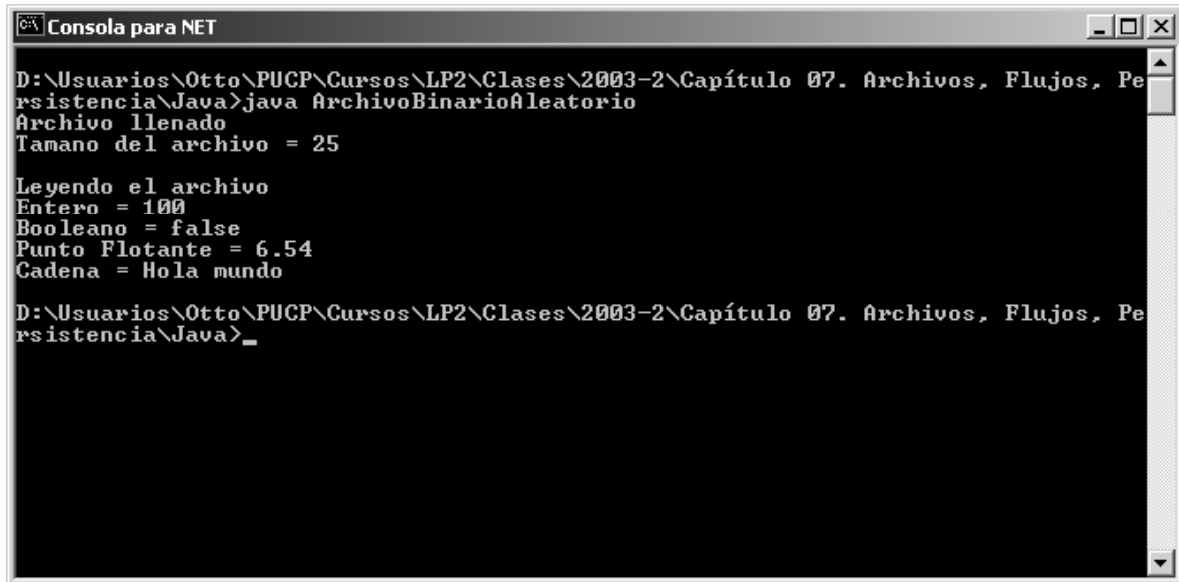 Consola para NET
D:\Usuarios\Otto\PUCP\Cursos\LP2\Clases\2003-2\Capítulo 07. Archivos, Flujos, Pe
rsistencia\Java>java ArchivoBinarioAleatorio
Archivo llenado
Tamano del archivo = 25
Leyendo el archivo
Entero = 100
Booleano = false
Punto Flotante = 6.54
Cadena = Hola mundo
D:\Usuarios\Otto\PUCP\Cursos\LP2\Clases\2003-2\Capítulo 07. Archivos, Flujos, Pe
rsistencia\Java>_